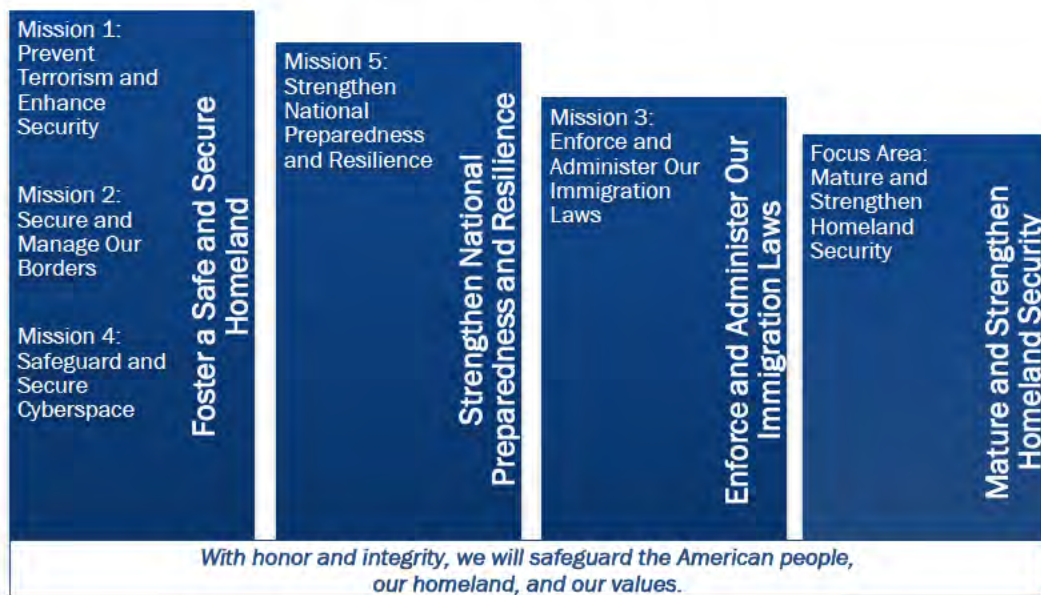 Mission 1:
Prevent
Terrorism and
Enhance
Security
Mission 2:
Secure and
Manage Our
Borders
Mission 4:
Safeguard and
Secure
Cyberspace
Foster a Safe and Secure
Homeland
Mission 5:
Strengthen
National
Preparedness
and Resilience
Strengthen National
Preparedness and Resilience
Mission 3:
Enforce and
Administer Our
Immigration
Laws
Enforce and Administer Our
Immigration Laws
Focus Area:
Mature and
Strengthen
Homeland
Security
Mature and Strengthen
Homeland Security
With honor and integrity, we will safeguard the American people,
our homeland, and our values.